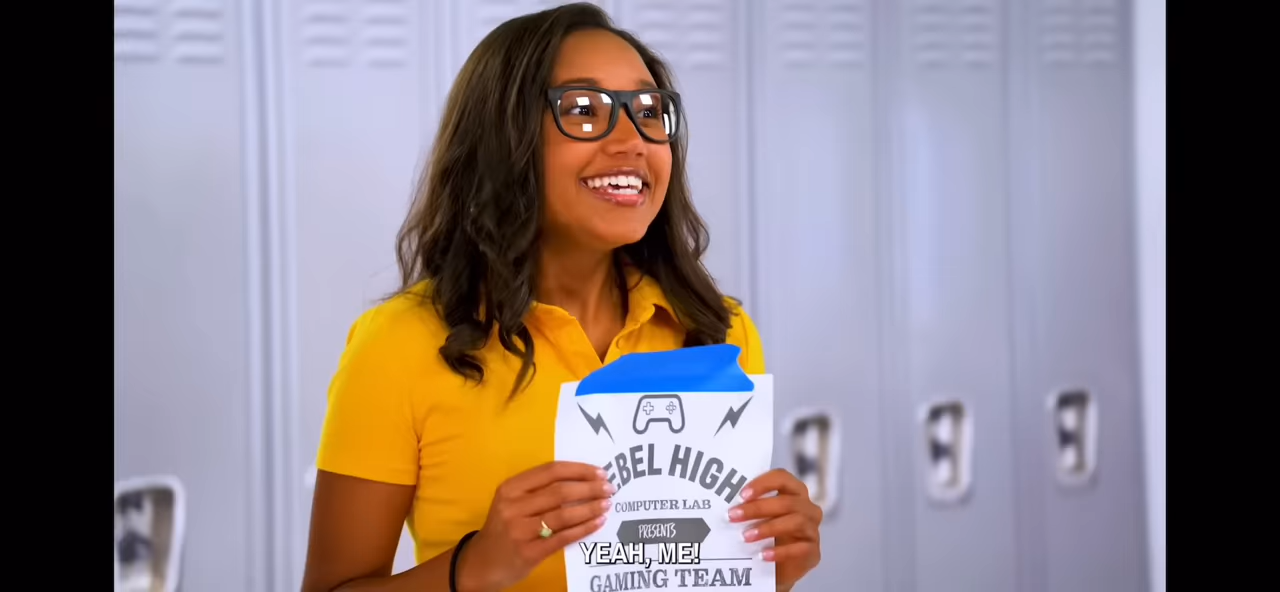 EBEL HIGH
COMPUTER LAB
PRESENTS
YEAH, ME!
GAMING TEAM